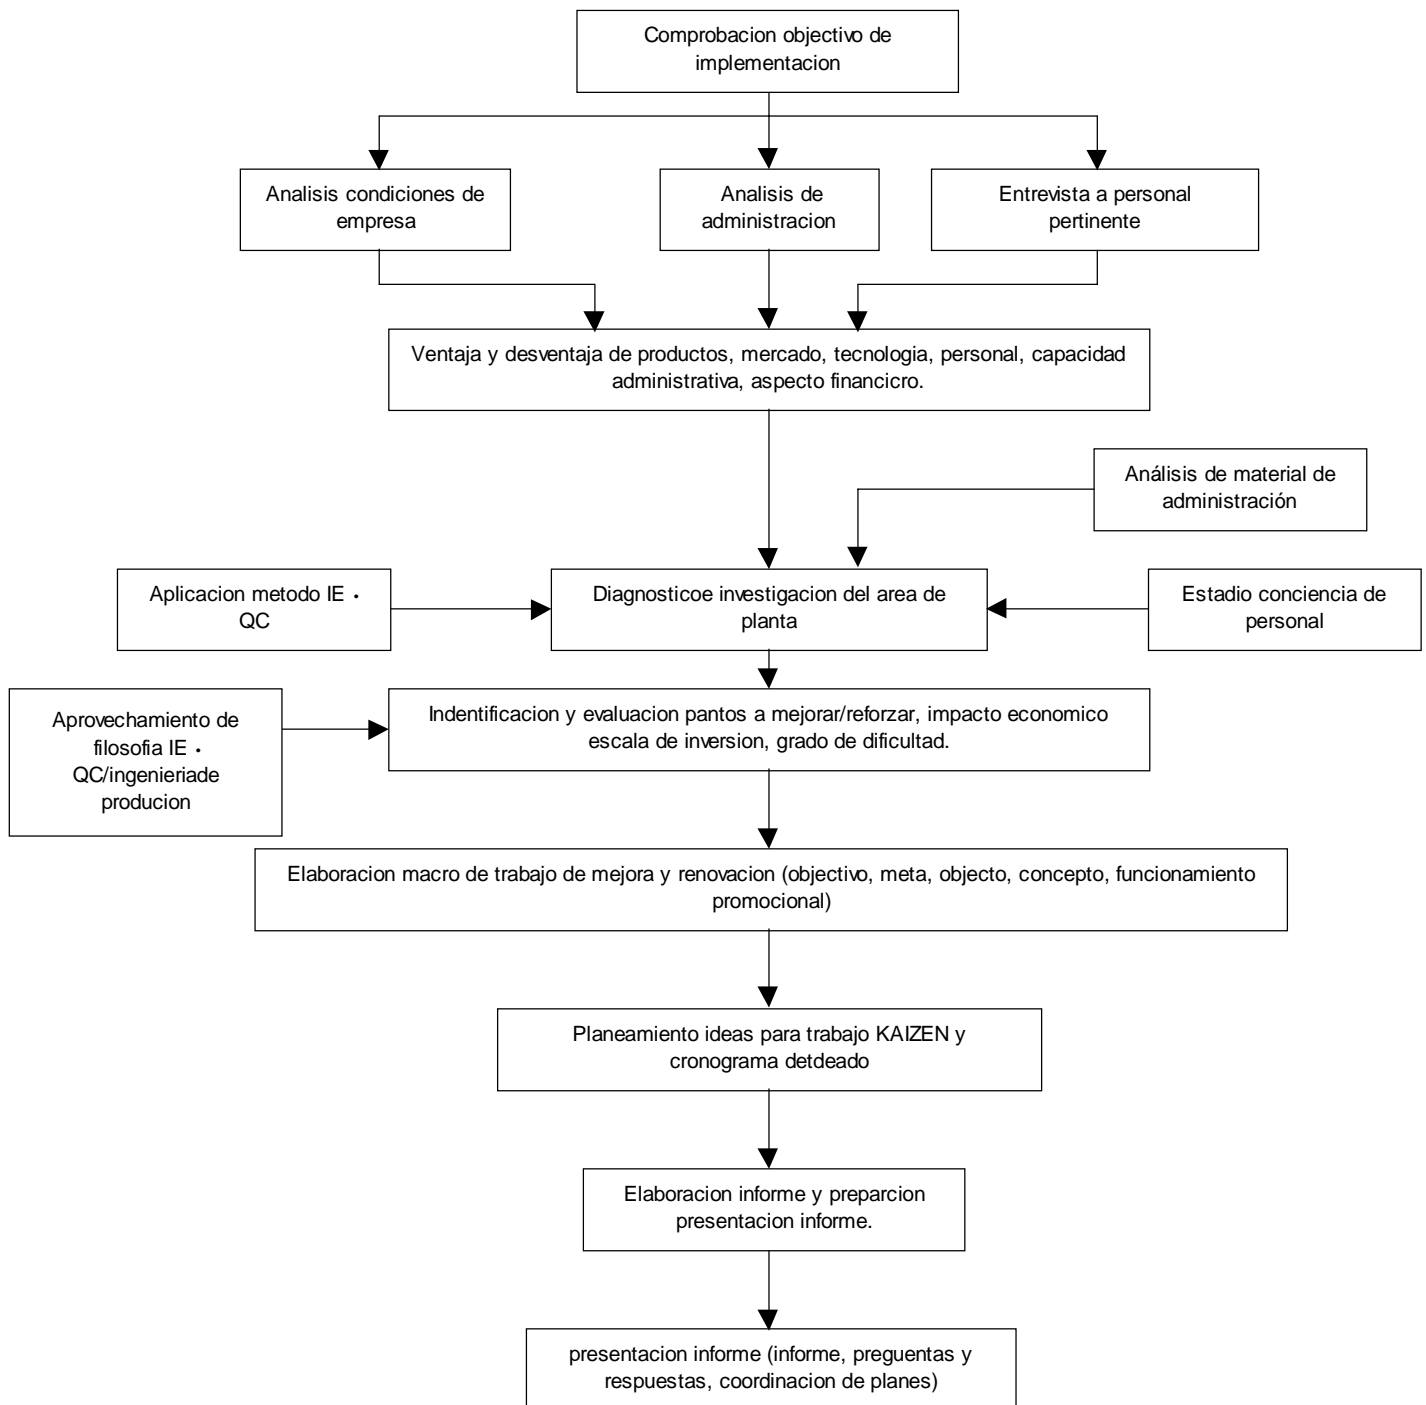 Comprobacion objectivo de
implementacion
Analisis condiciones de
empresa
Analisis de
administracion
Entrevista a personal
pertinente
Ventaja y desventaja de productos, mercado, tecnologia, personal, capacidad
administrativa, aspecto financicro.
Análisis de material de
administración
Aplicacion metodo IE・
QC
Diagnosticoe investigacion del area de
planta
Estadio conciencia de
personal
Aprovechamiento de
filosofia IE・
QC/ingenieriade
producion
Indentificacion y evaluacion pantos a mejorar/reforzar, impacto economico
escala de inversion, grado de dificultad.
Elaboracion macro de trabajo de mejora y renovacion (objectivo, meta, objecto, concepto, funcionamiento
promocional)
Planeamiento ideas para trabajo KAIZEN y
cronograma detdeado
Elaboracion informe y preparcion
presentacion informe.
presentacion informe (informe, preguentas y
respuestas, coordinacion de planes)